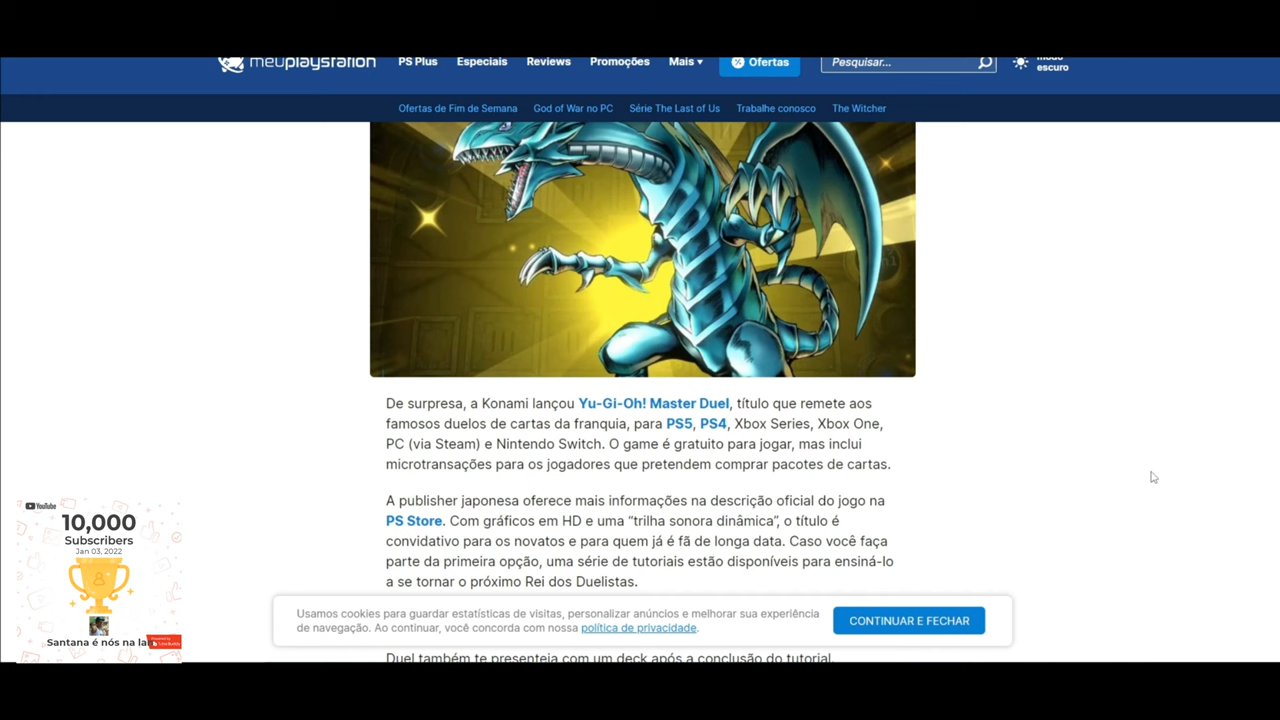 meuplaystation
PS Plus
Especiais
Reviews
Promoções
Mais
Ofertas
Pesquisar...
modo
escuro
Ofertas de Fim de Semana
God of War no PC
Série The Last of Us
Trabalhe conosco
The Witcher
De surpresa, a Konami lançou Yu-Gi-Oh! Master Duel, título que remete aos
famosos duelos de cartas da franquia, para PS5, PS4, Xbox Series, Xbox One,
PC (via Steam) e Nintendo Switch. O game é gratuito para jogar, mas inclui
microtransações para os jogadores que pretendem comprar pacotes de cartas.
A publisher japonesa oferece mais informações na descrição oficial do jogo na
PS Store. Com gráficos em HD e uma “trilha sonora dinâmica”, o título é
convidativo para os novatos e para quem já é fã de longa data. Caso você faça
parte da primeira opção, uma série de tutoriais estão disponíveis para ensiná-lo
a se tornar o próximo Rei dos Duelistas.
Usamos cookies para guardar estatísticas de visitas, personalizar anúncios e melhorar sua experiência
de navegação. Ao continuar, você concorda com nossa política de privacidade.
CONTINUAR E FECHAR
Duel também te presenteia com um deck após a conclusão do tutorial.
YouTube
10,000
Subscribers
Jan 03, 2022
Santana é nós na la
Powered by
TubeBuddy